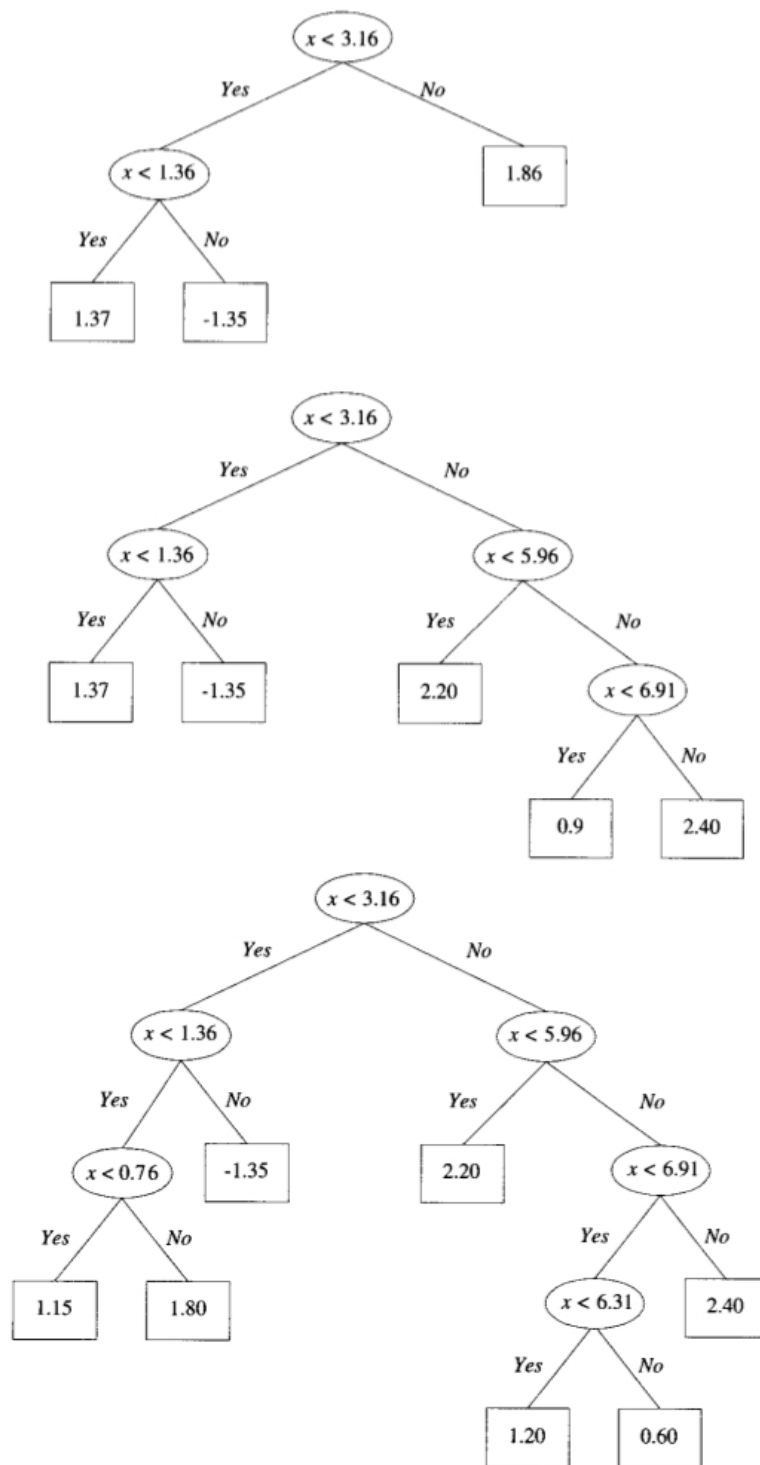 x < 3.16
Yes No
x < 1.36 1.86
Yes No
1.37 -1.35
x < 3.16
Yes No
x < 1.36 x < 5.96
Yes No Yes No
1.37 -1.35 2.20 x < 6.91
Yes No
0.9 2.40
x < 3.16
Yes No
x < 1.36 x < 5.96
Yes No Yes No
x < 0.76 -1.35 2.20 x < 6.91
Yes No Yes No
1.15 1.80 x < 6.31 2.40
Yes No
1.20 0.60